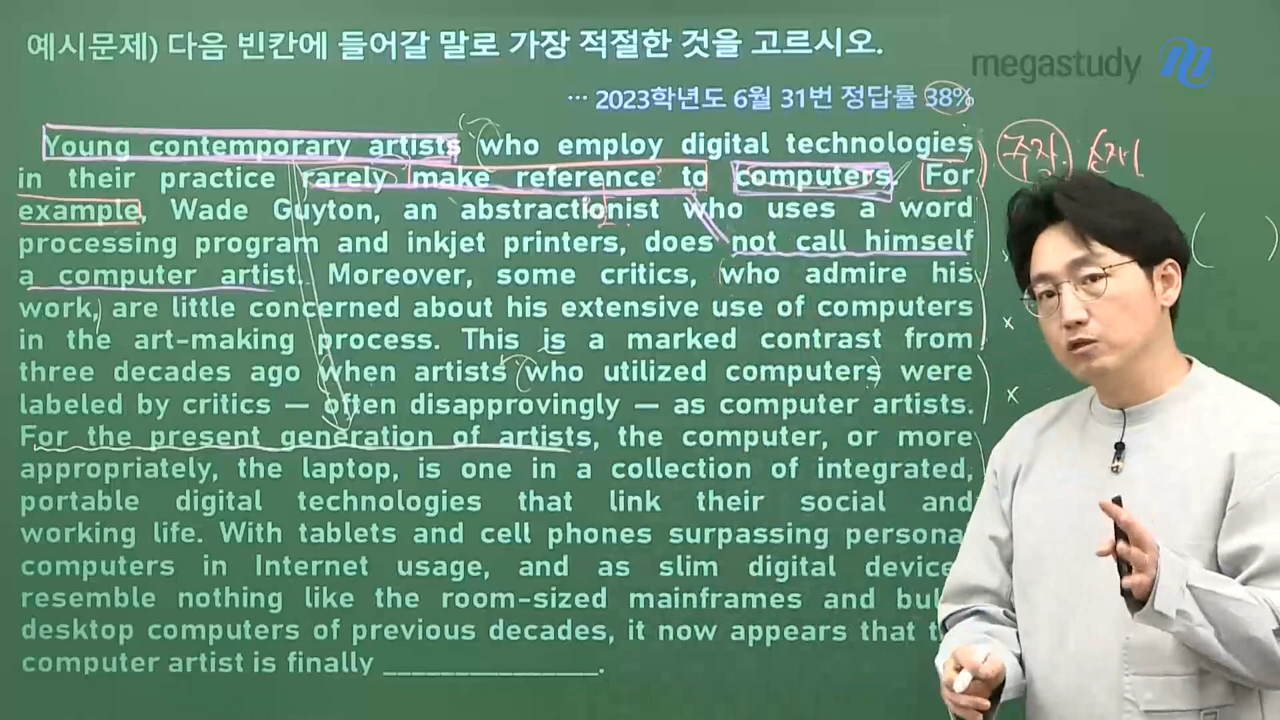 예시문제) 다음 빈칸에 들어갈 말로 가장 적절한 것을 고르시오.
megastudy
… 2023학년도 6월 31번 정답률 38%
Young contemporary artists who employ digital technologies
in their practice rarely make reference to computers. For
example, Wade Guyton, an abstractionist who uses a word
processing program and inkjet printers, does not call himself
a computer artist. Moreover, some critics, who admire his
work, are little concerned about his extensive use of computers
in the art-making process. This is a marked contrast from
three decades ago when artists who utilized computers were
labeled by critics — often disapprovingly — as computer artists.
For the present generation of artists, the computer, or more
appropriately, the laptop, is one in a collection of integrated,
portable digital technologies that link their social and
working life. With tablets and cell phones surpassing persona
computers in Internet usage, and as slim digital device
resemble nothing like the room-sized mainframes and bul
desktop computers of previous decades, it now appears that t
computer artist is finally ______________.
주장.